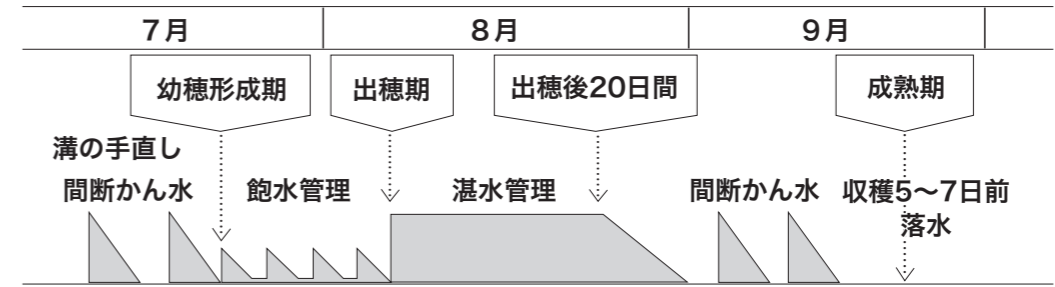 7月
8月
9月
幼穂形成期
出穂期
出穂後20日間
成熟期
溝の手直し
間断かん水
飽水管理
湛水管理
間断かん水
収穫5〜7日前
落水